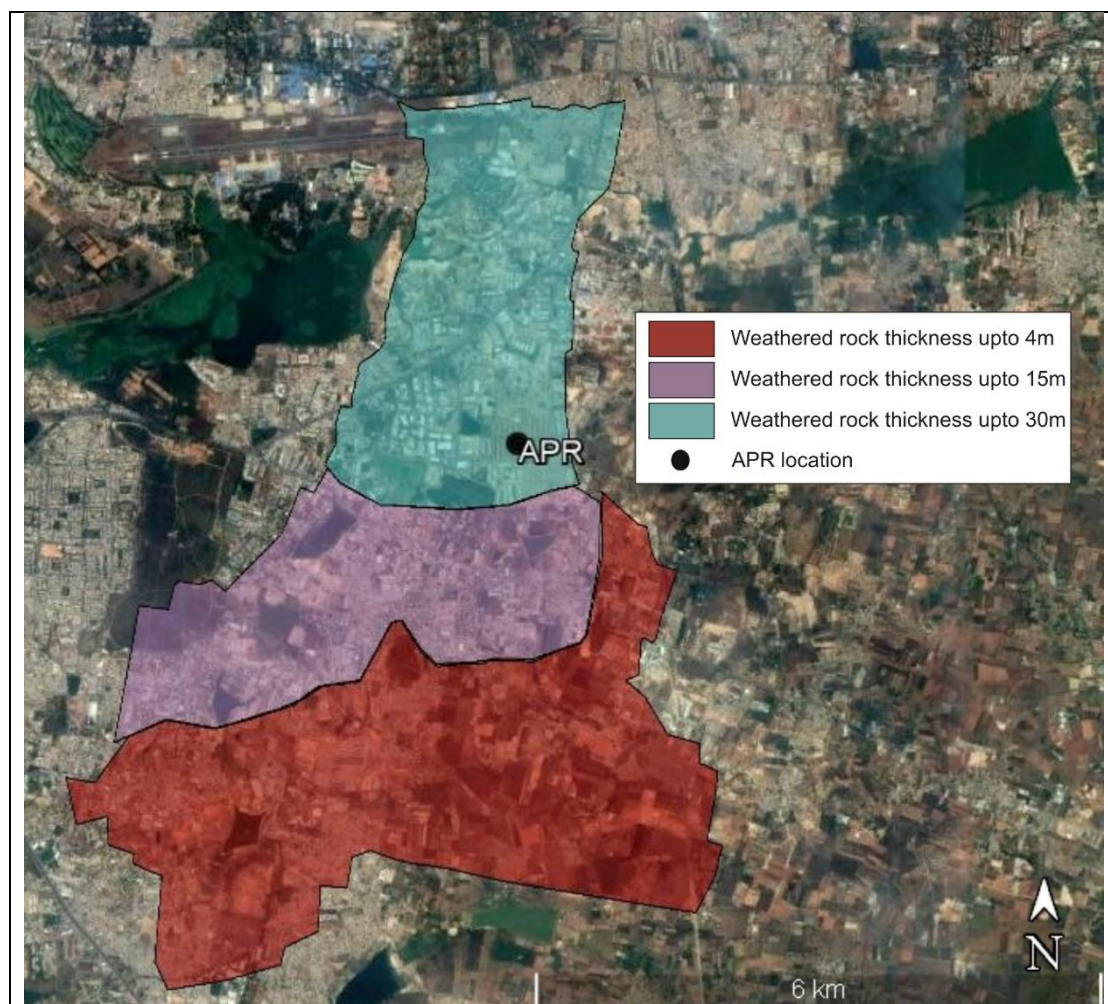 Weathered rock thickness upto 4m
Weathered rock thickness upto 15m
Weathered rock thickness upto 30m
APR location
APR
N
6 km